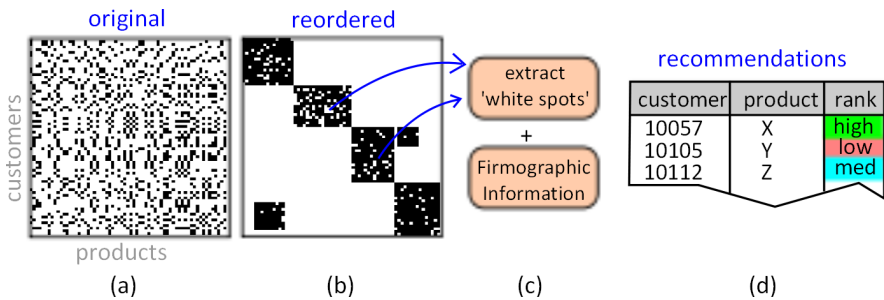 original
reordered
customers
products
extract
'white spots'
+
Firmographic
Information
recommendations
customer product rank
10057 X high
10105 Y low
10112 Z med
(a) (b) (c) (d)